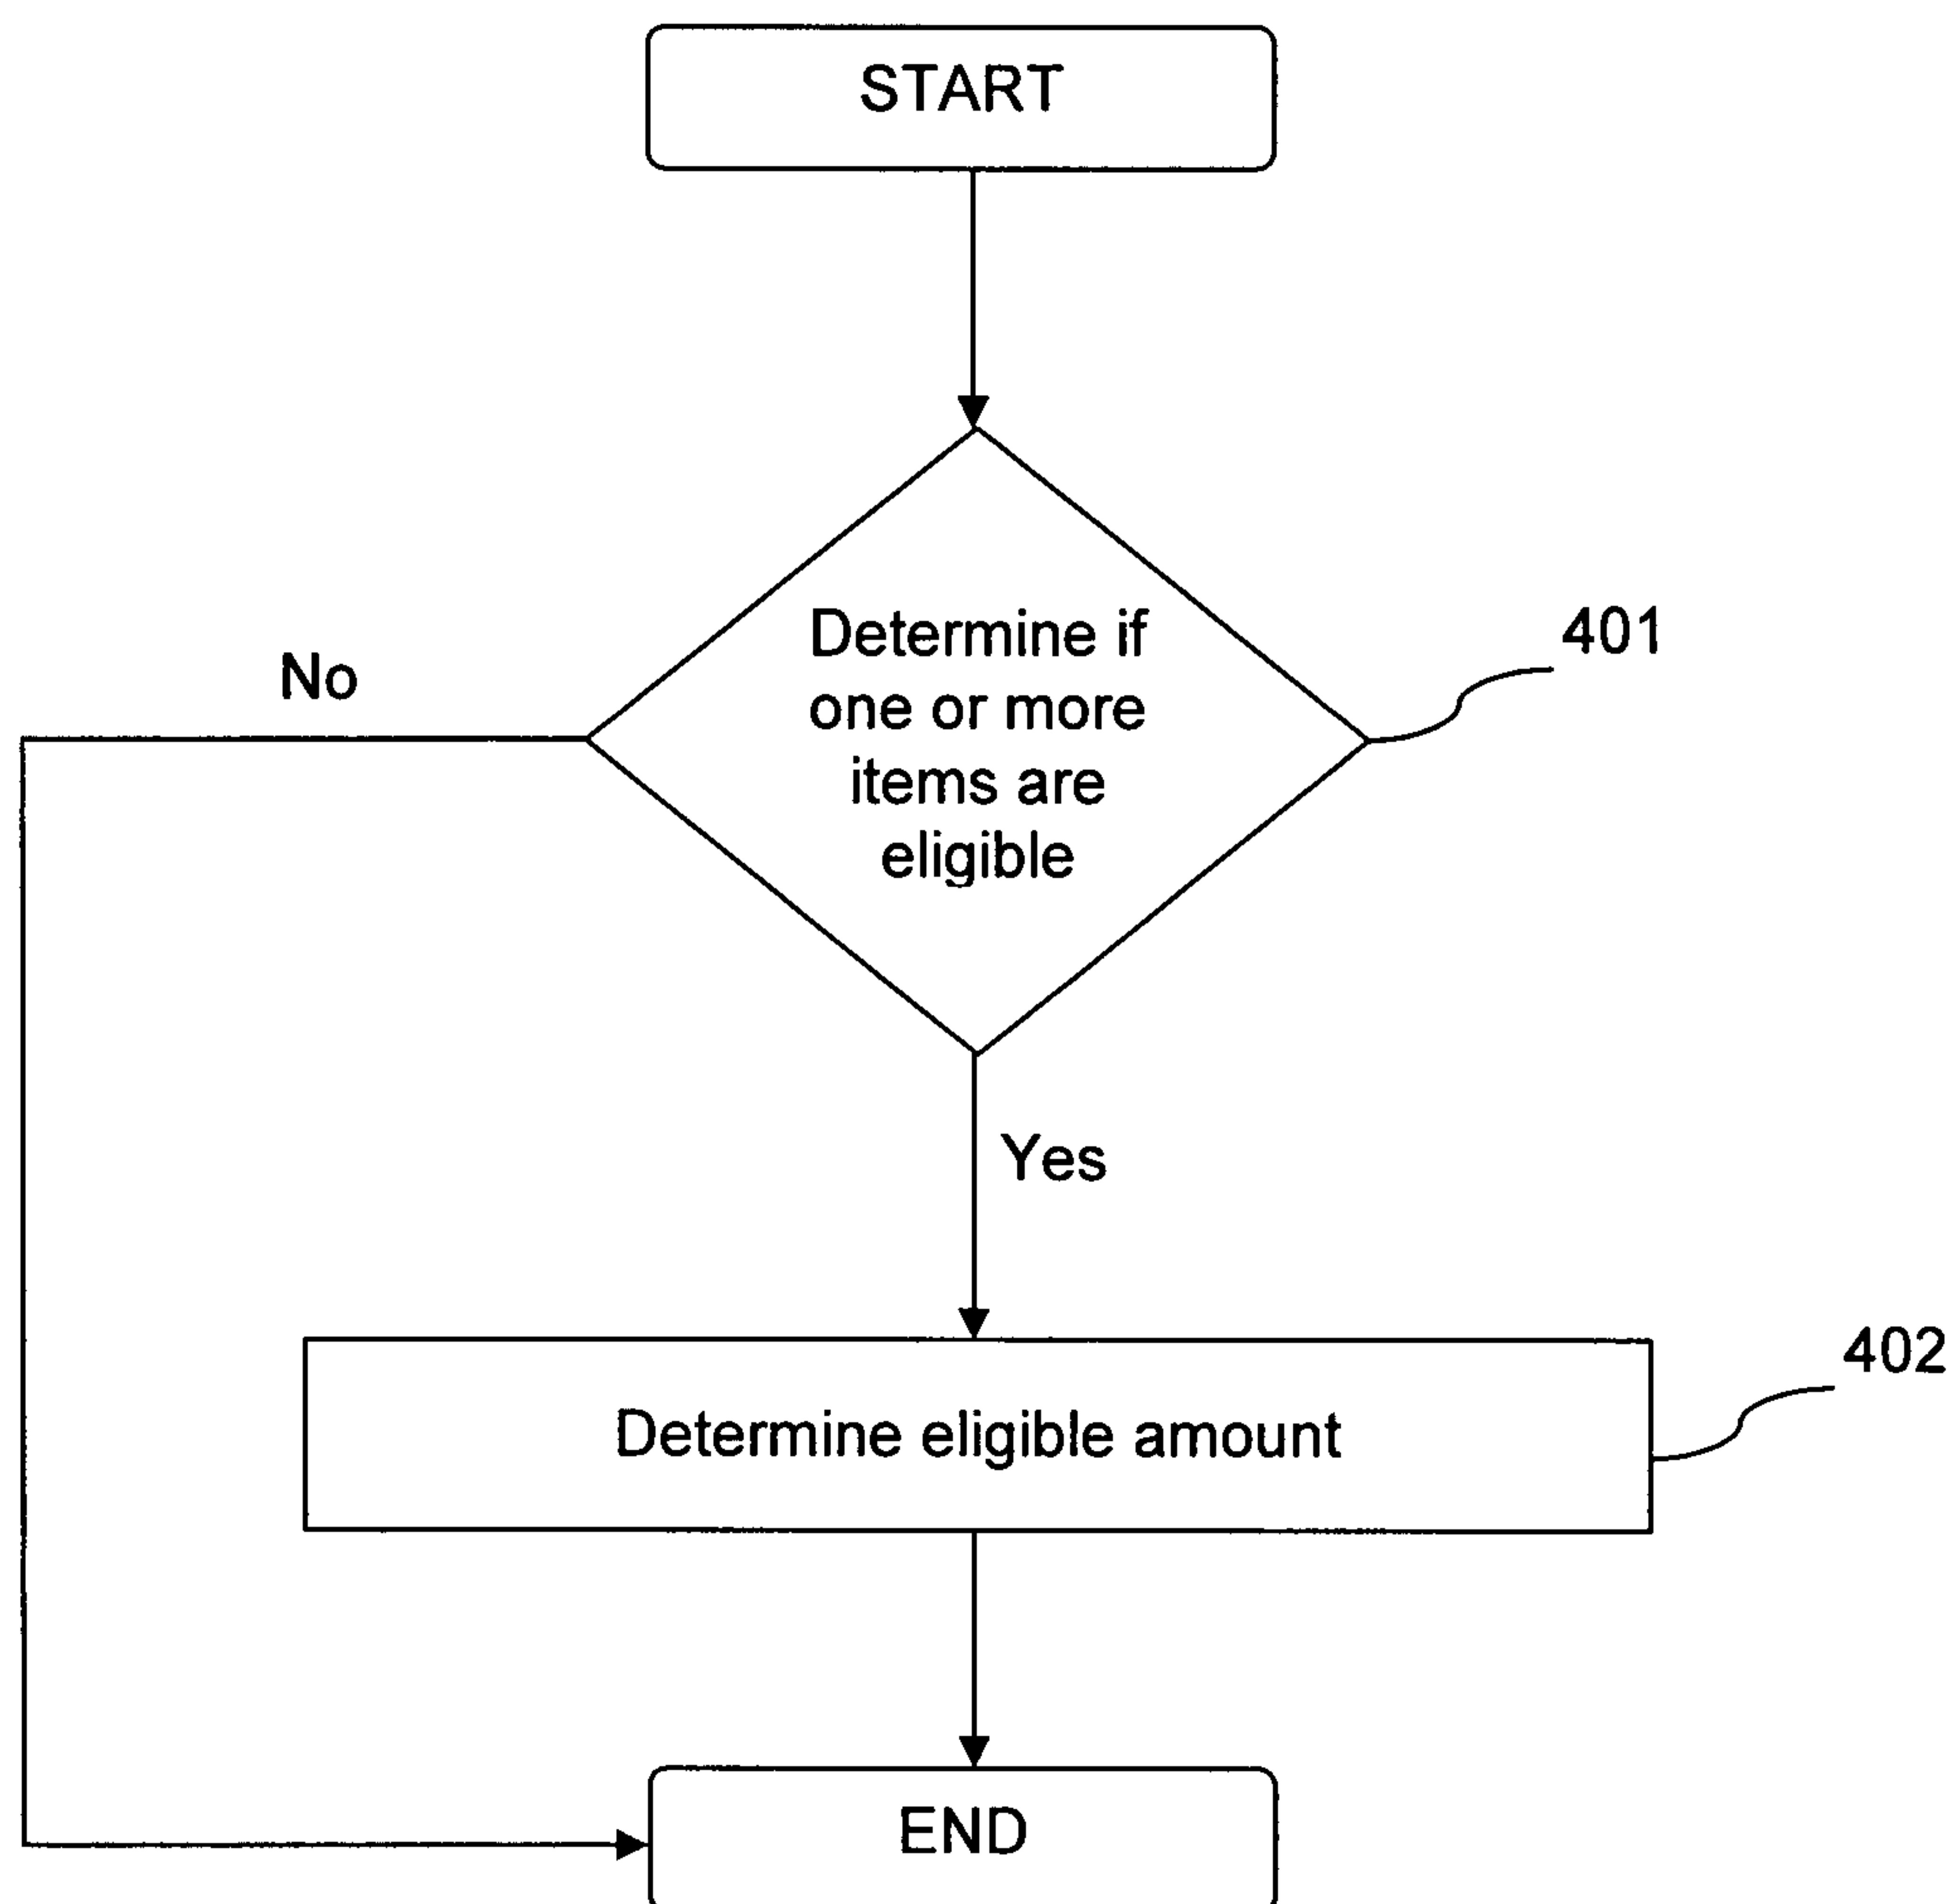 START
Determine if
one or more
items are
eligible
401
No
Yes
Determine eligible amount
402
END